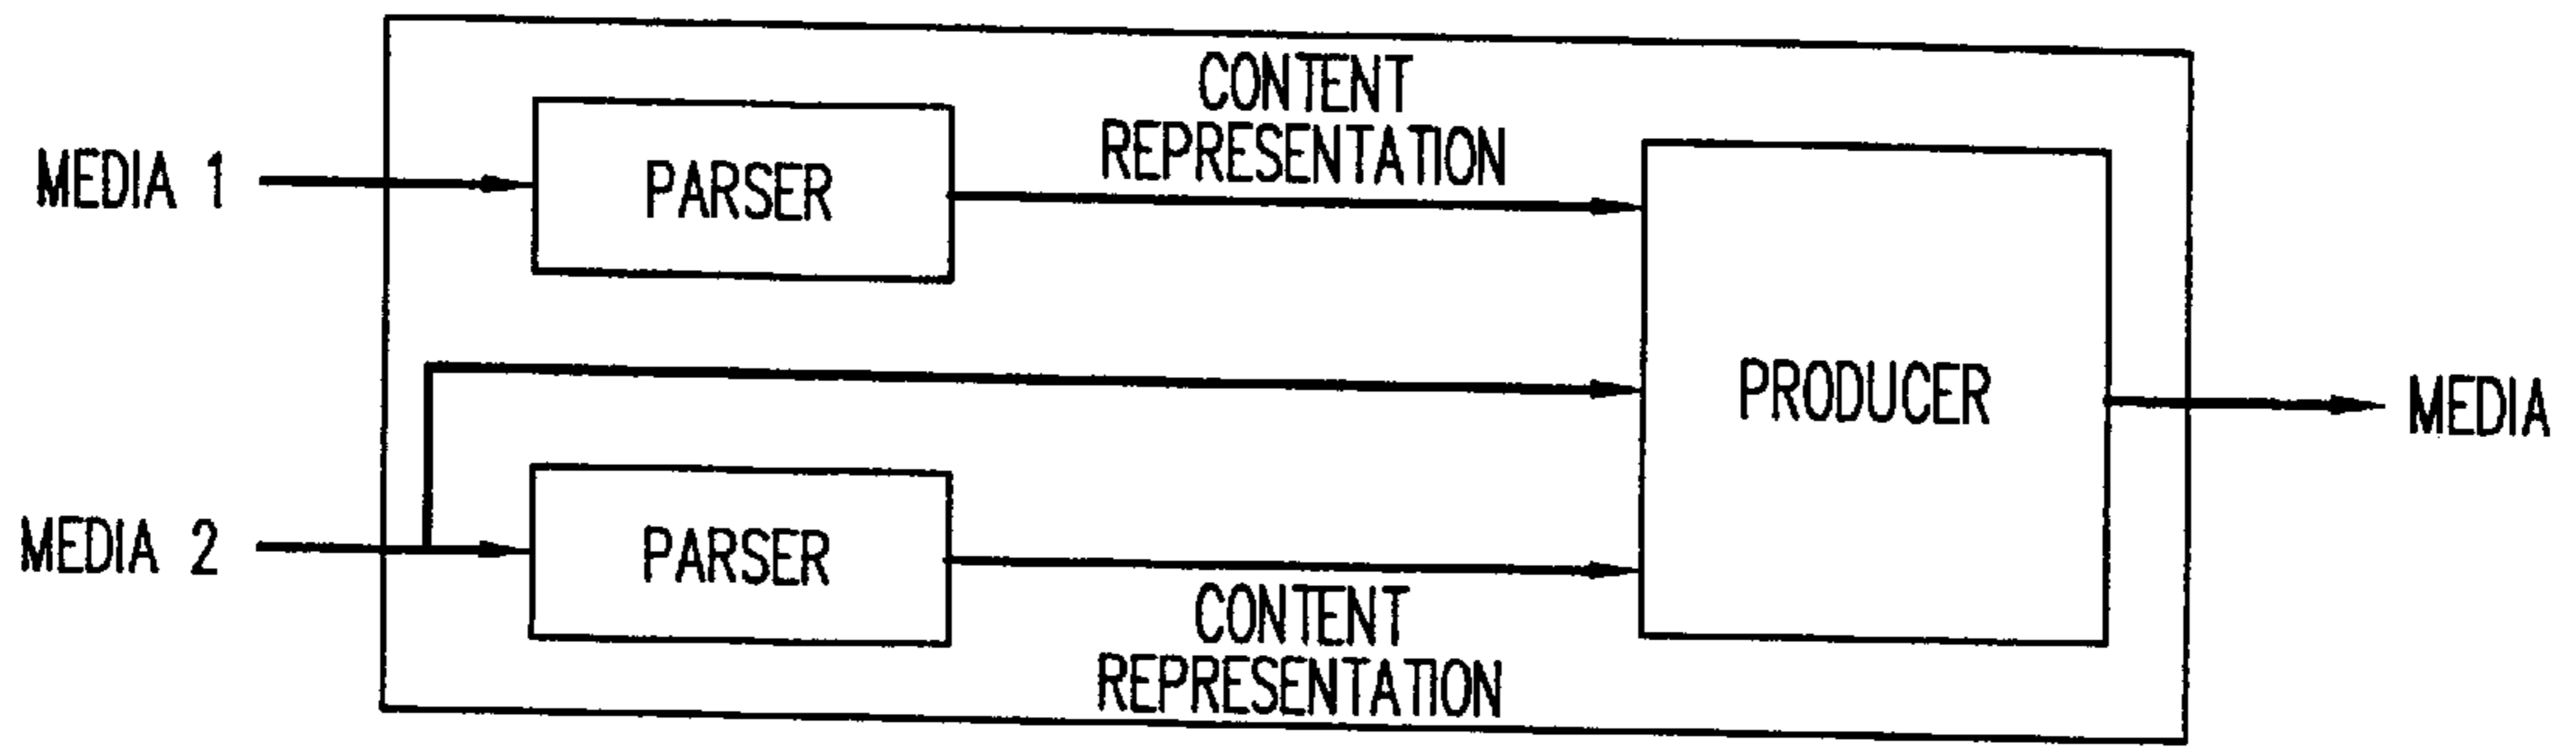 CONTENT
REPRESENTATION
MEDIA 1
PARSER
PRODUCER
MEDIA
MEDIA 2
PARSER
CONTENT
REPRESENTATION